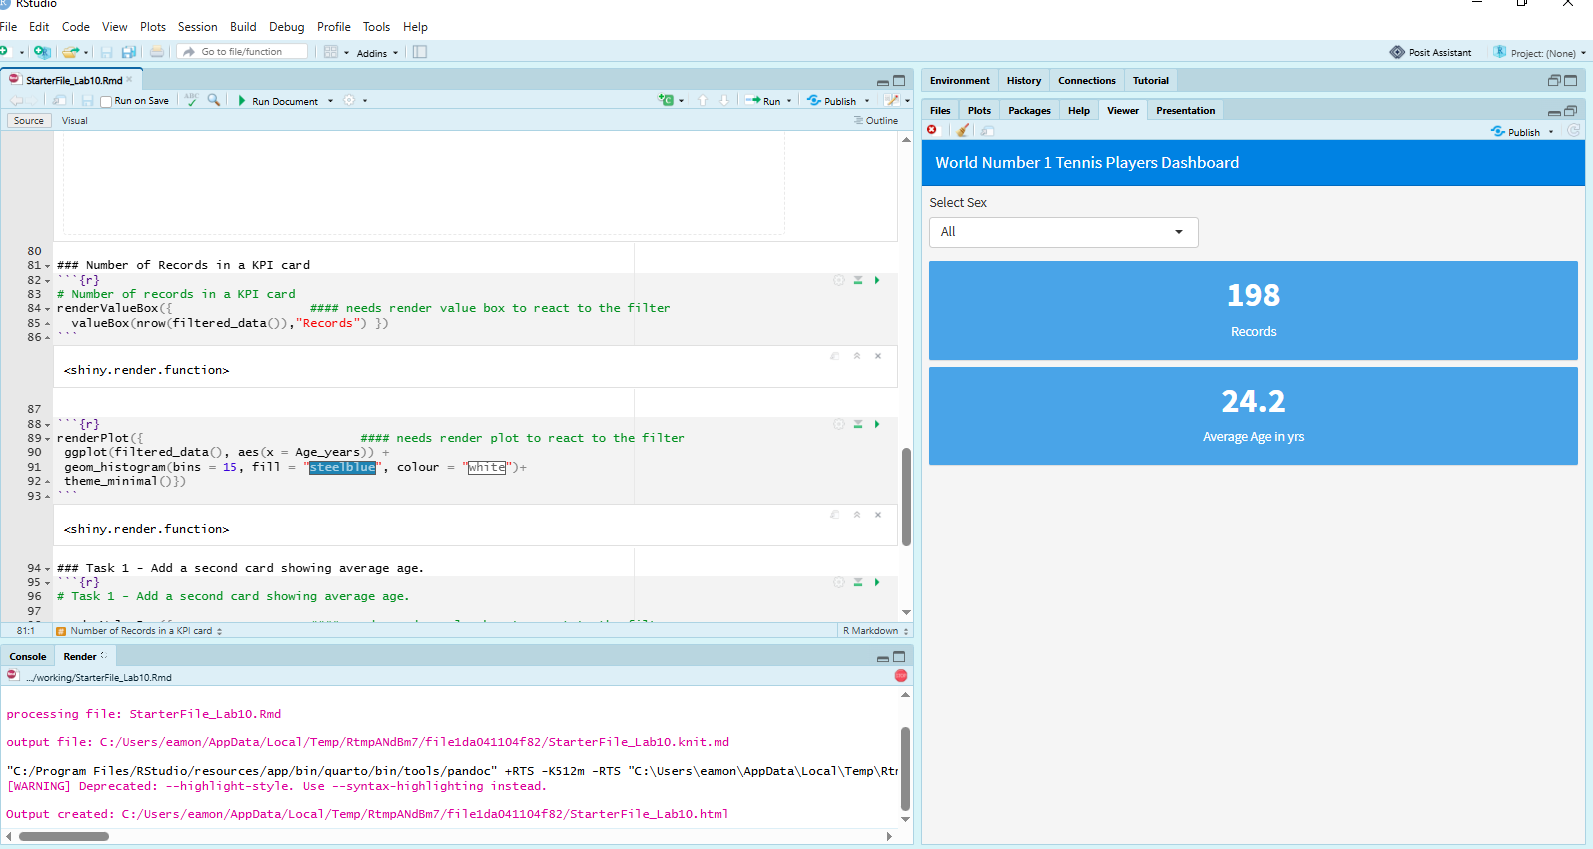 RStudio
File Edit Code View Plots Session Build Debug Profile Tools Help
Go to file/function Addins Posit Assistant Project: (None)
StarterFile_Lab10.Rmd
Run on Save ABC Run Document Run Publish
Source Visual Outline
80
81 ### Number of Records in a KPI card
82 ```{r}
83 # Number of records in a KPI card
84 renderValueBox({ #### needs render value box to react to the filter
85 valueBox(nrow(filtered_data()),"Records") })
86 ```
<shiny.render.function>
87
88 ```{r}
89 renderPlot({ #### needs render plot to react to the filter
90 ggplot(filtered_data(), aes(x = Age_years)) +
91 geom_histogram(bins = 15, fill = "steelblue", colour = "white")+
92 theme_minimal()})
93 ```
<shiny.render.function>
94 ### Task 1 - Add a second card showing average age.
95 ```{r}
96 # Task 1 - Add a second card showing average age.
97
81:1 Number of Records in a KPI card R Markdown
Console Render
.../working/StarterFile_Lab10.Rmd
processing file: StarterFile_Lab10.Rmd
output file: C:/Users/eamon/AppData/Local/Temp/RtmpANdBm7/file1da041104f82/StarterFile_Lab10.knit.md
"C:/Program Files/RStudio/resources/app/bin/quarto/bin/tools/pandoc" +RTS -K512m -RTS "C:\Users\eamon\AppData\Local\Temp\Rt
[WARNING] Deprecated: --highlight-style. Use --syntax-highlighting instead.
Output created: C:/Users/eamon/AppData/Local/Temp/RtmpANdBm7/file1da041104f82/StarterFile_Lab10.html
Environment History Connections Tutorial
Files Plots Packages Help Viewer Presentation
Publish
World Number 1 Tennis Players Dashboard
Select Sex
All
198
Records
24.2
Average Age in yrs